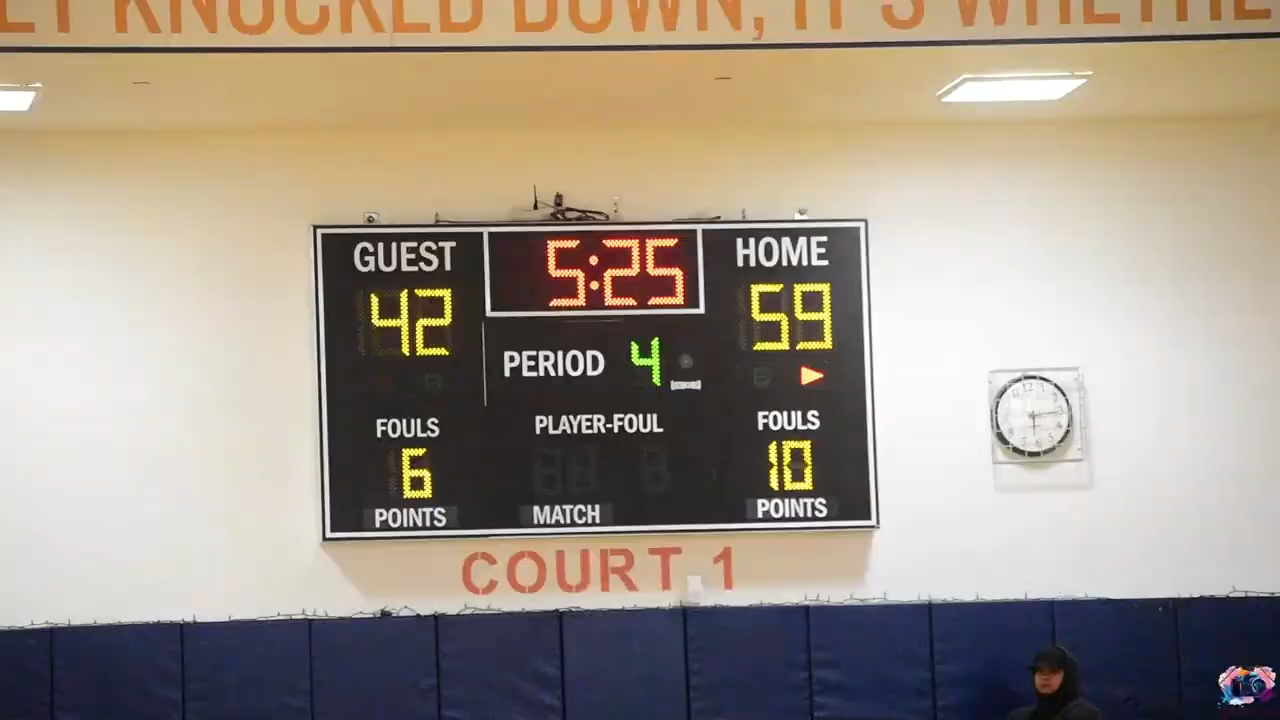 ET KNOCKED DOWN, IT'S WHETHE
GUEST 5:25 HOME
42 59
PERIOD 4
FOULS PLAYER-FOUL FOULS
6 10
POINTS MATCH POINTS
COURT 1